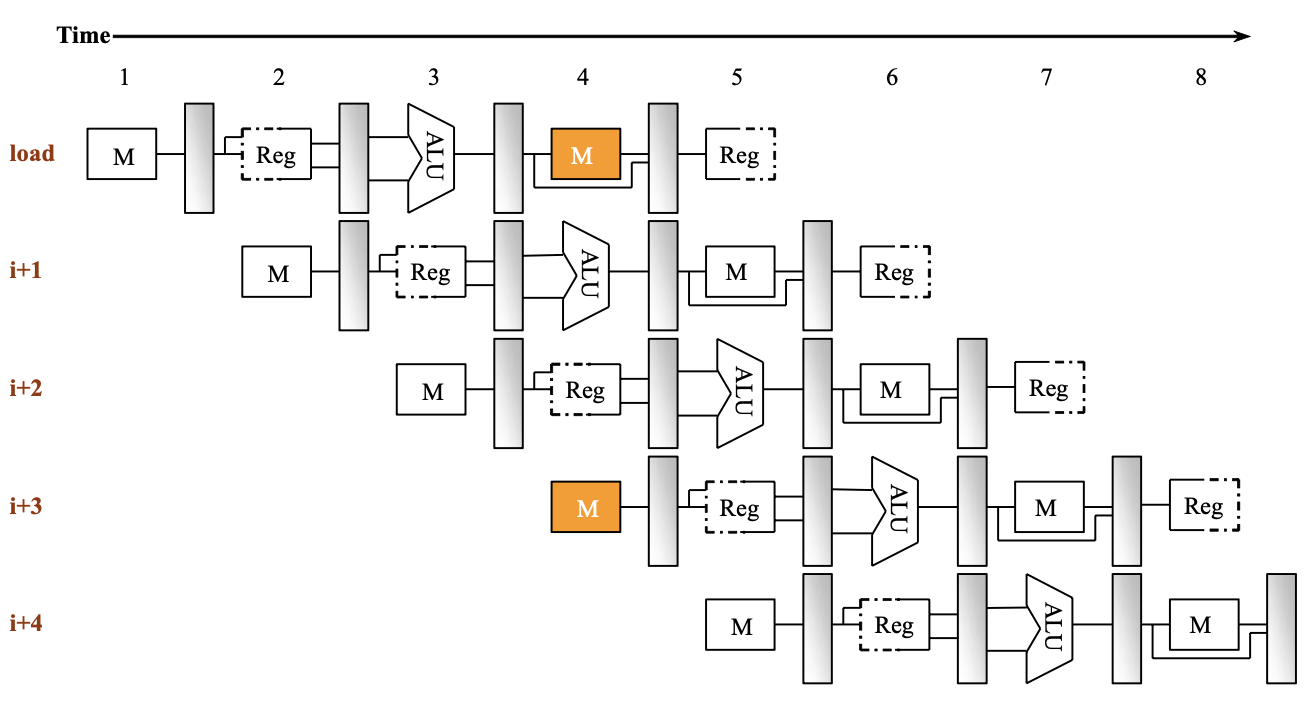 Time
1 2 3 4 5 6 7 8
load M Reg ALU M Reg
i+1 M Reg ALU M Reg
i+2 M Reg ALU M Reg
i+3 M Reg ALU M Reg
i+4 M Reg ALU M